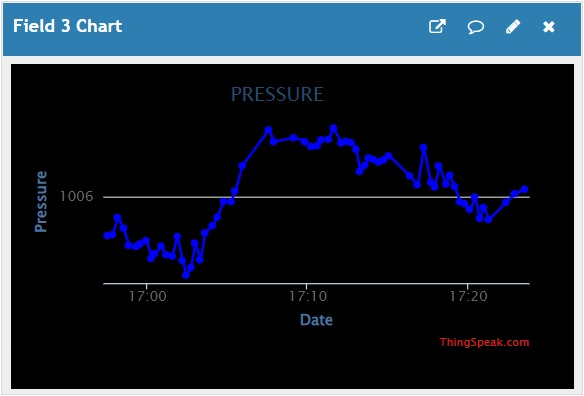 Field 3 Chart
PRESSURE
Pressure
1006
17:00 17:10 17:20
Date
ThingSpeak.com